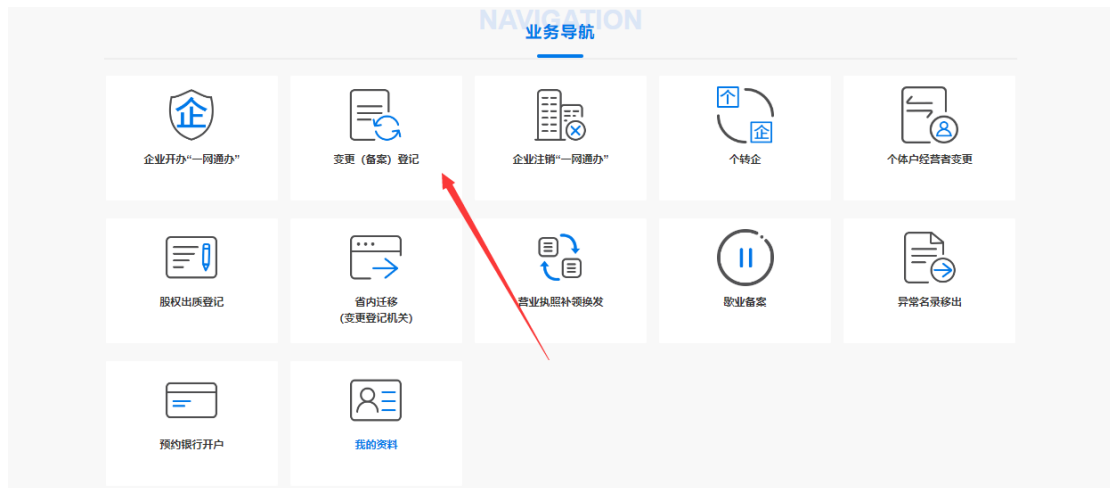 NAVIGATION
业务导航
企
企业开办“一网通办”
变更（备案）登记
企业注销“一网通办”
个
企
个转企
个体户经营者变更
股权出质登记
省内迁移
(变更登记机关)
营业执照补领换发
歇业备案
异常名录移出
预约银行开户
我的资料